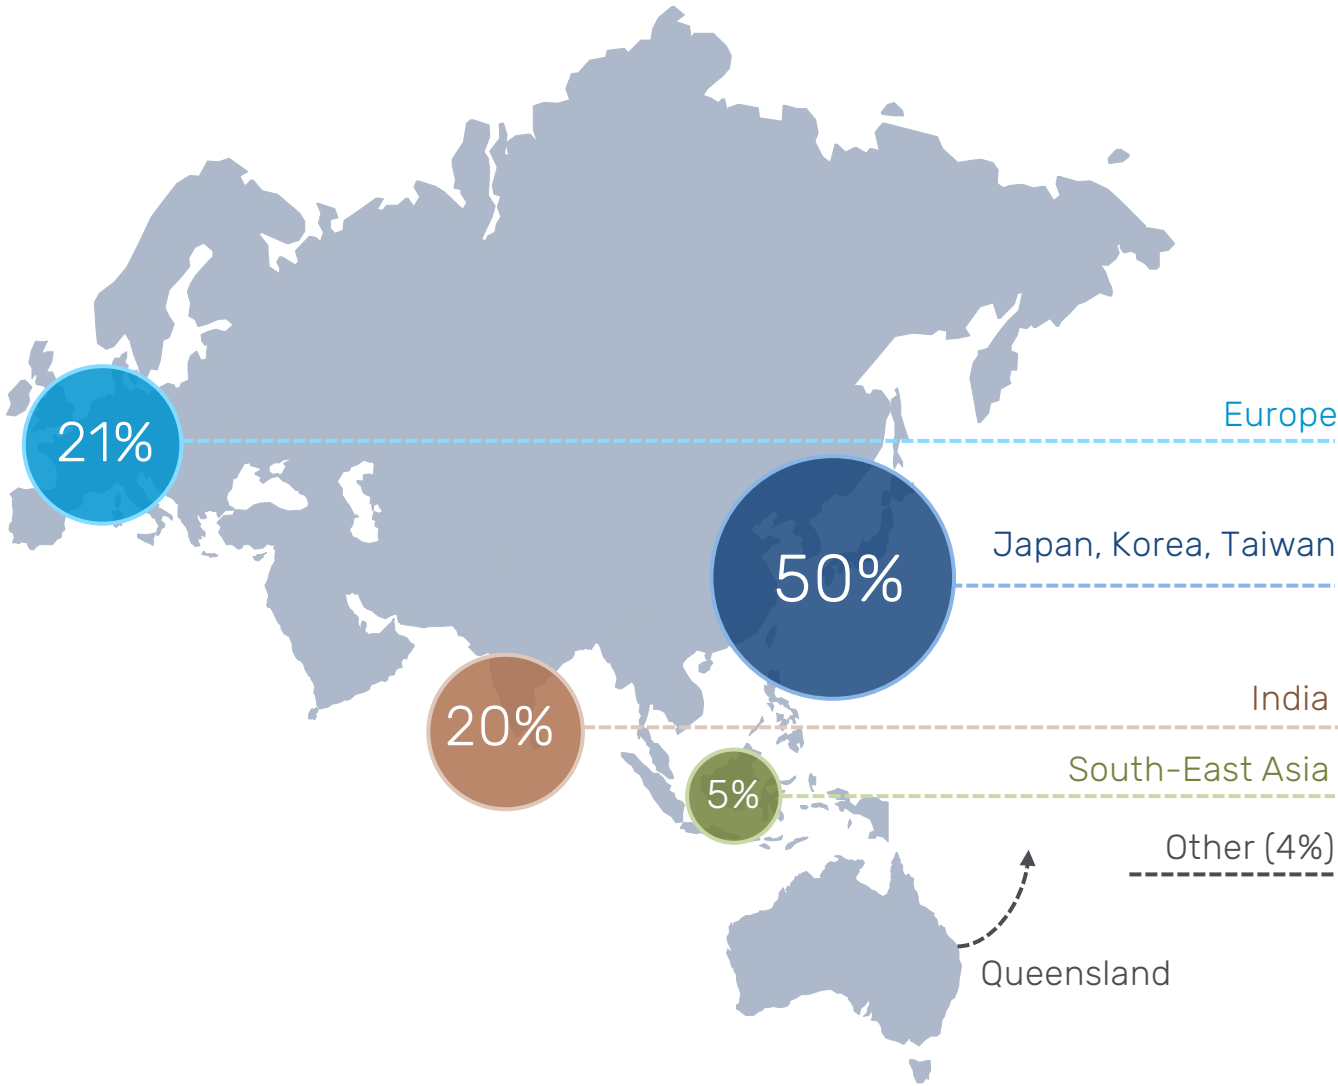 Europe
21%
Japan, Korea, Taiwan
50%
India
20%
South-East Asia
5%
Other (4%)
Queensland